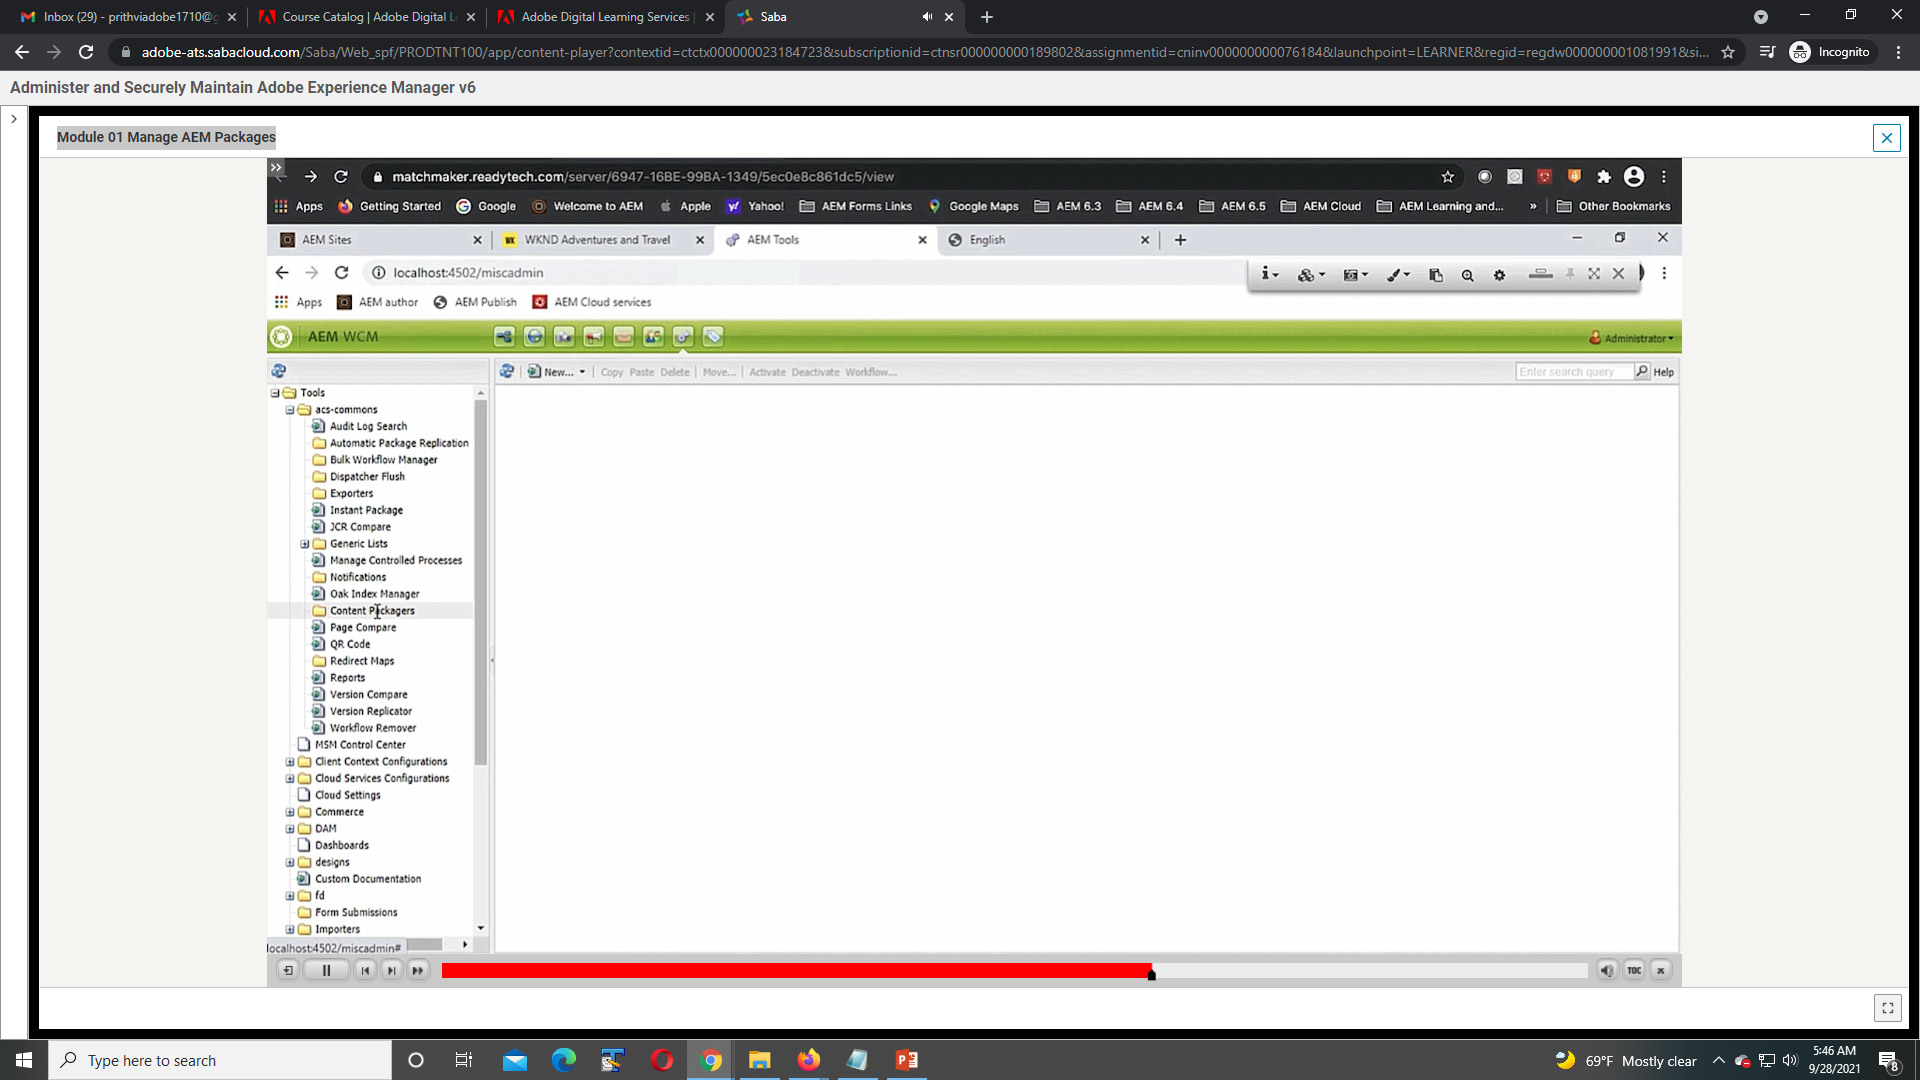 Inbox (29) - prithviadobe1710@g
Course Catalog | Adobe Digital L
Adobe Digital Learning Services |
Saba
adobe-ats.sabacloud.com/Saba/Web_spf/PRODTNT100/app/content-player?contextid=ctctx000000023184723&subscriptionid=ctnsr0000000000189802&assignmentid=cninv000000000076184&launchpoint=LEARNER&regid=regdw000000001081991&si...
Incognito
Administer and Securely Maintain Adobe Experience Manager v6
Module 01 Manage AEM Packages
matchmaker.readytech.com/server/6947-16BE-99BA-1349/5ec0e8c861dc5/view
Apps
Getting Started
Google
Welcome to AEM
Apple
Yahoo!
AEM Forms Links
Google Maps
AEM 6.3
AEM 6.4
AEM 6.5
AEM Cloud
AEM Learning and...
»
Other Bookmarks
AEM Sites
WKND Adventures and Travel
AEM Tools
English
localhost:4502/miscadmin
Apps
AEM author
AEM Publish
AEM Cloud services
AEM WCM
Administrator
New...
Copy Paste Delete
Move...
Activate Deactivate Workflow...
Enter search query
Help
Tools
acs-commons
Audit Log Search
Automatic Package Replication
Bulk Workflow Manager
Dispatcher Flush
Exporters
Instant Package
JCR Compare
Generic Lists
Manage Controlled Processes
Notifications
Oak Index Manager
Content Packagers
Page Compare
QR Code
Redirect Maps
Reports
Version Compare
Version Replicator
Workflow Remover
MSM Control Center
Client Context Configurations
Cloud Services Configurations
Cloud Settings
Commerce
DAM
Dashboards
designs
Custom Documentation
fd
Form Submissions
Importers
localhost:4502/miscadmin#
TOC
Type here to search
69°F Mostly clear
5:46 AM
9/28/2021
8